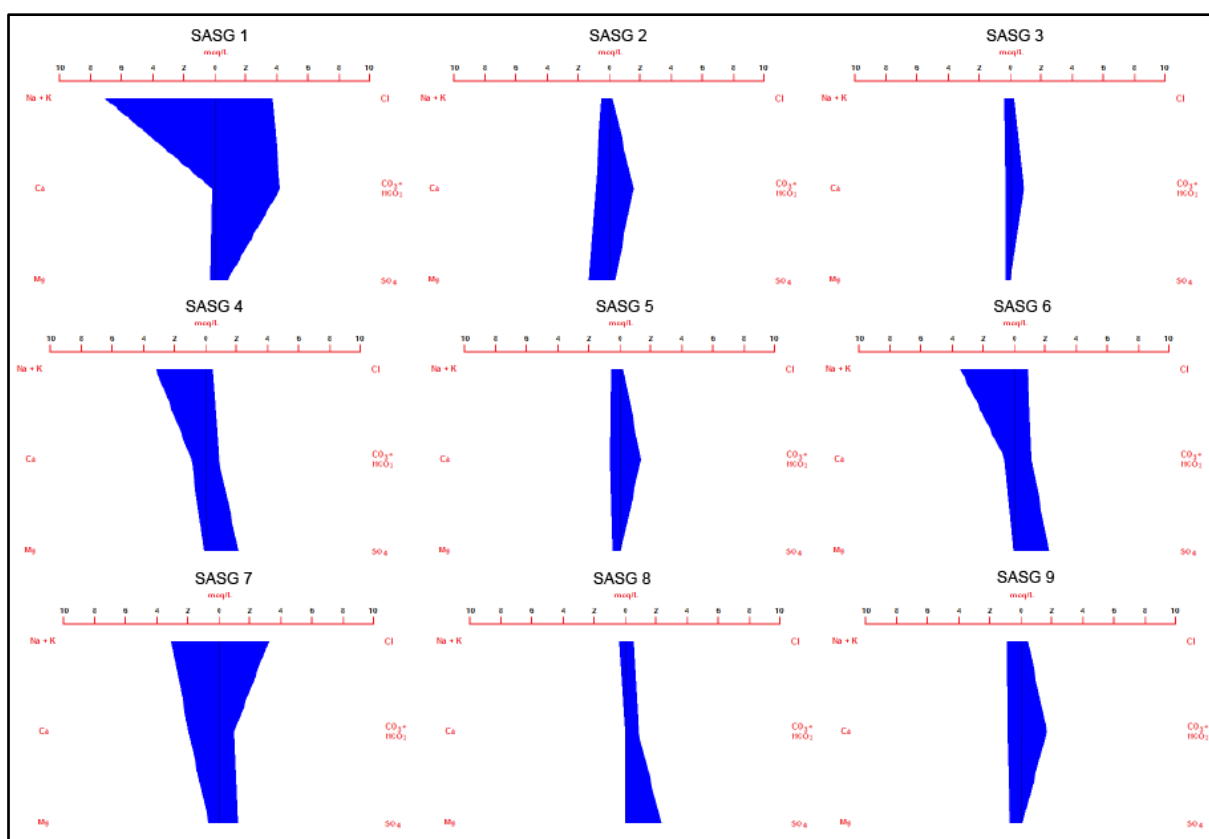 SASG 1
meq/L
10 8 6 4 2 0 2 4 6 8 10
Na + K Cl
Ca CO₃+
HCO₃
Mg SO₄
SASG 2
meq/L
10 8 6 4 2 0 2 4 6 8 10
Na + K Cl
Ca CO₃+
HCO₃
Mg SO₄
SASG 3
meq/L
10 8 6 4 2 0 2 4 6 8 10
Na + K Cl
Ca CO₃+
HCO₃
Mg SO₄
SASG 4
meq/L
10 8 6 4 2 0 2 4 6 8 10
Na + K Cl
Ca CO₃+
HCO₃
Mg SO₄
SASG 5
meq/L
10 8 6 4 2 0 2 4 6 8 10
Na + K Cl
Ca CO₃+
HCO₃
Mg SO₄
SASG 6
meq/L
10 8 6 4 2 0 2 4 6 8 10
Na + K Cl
Ca CO₃+
HCO₃
Mg SO₄
SASG 7
meq/L
10 8 6 4 2 0 2 4 6 8 10
Na + K Cl
Ca CO₃+
HCO₃
Mg SO₄
SASG 8
meq/L
10 8 6 4 2 0 2 4 6 8 10
Na + K Cl
Ca CO₃+
HCO₃
Mg SO₄
SASG 9
meq/L
10 8 6 4 2 0 2 4 6 8 10
Na + K Cl
Ca CO₃+
HCO₃
Mg SO₄